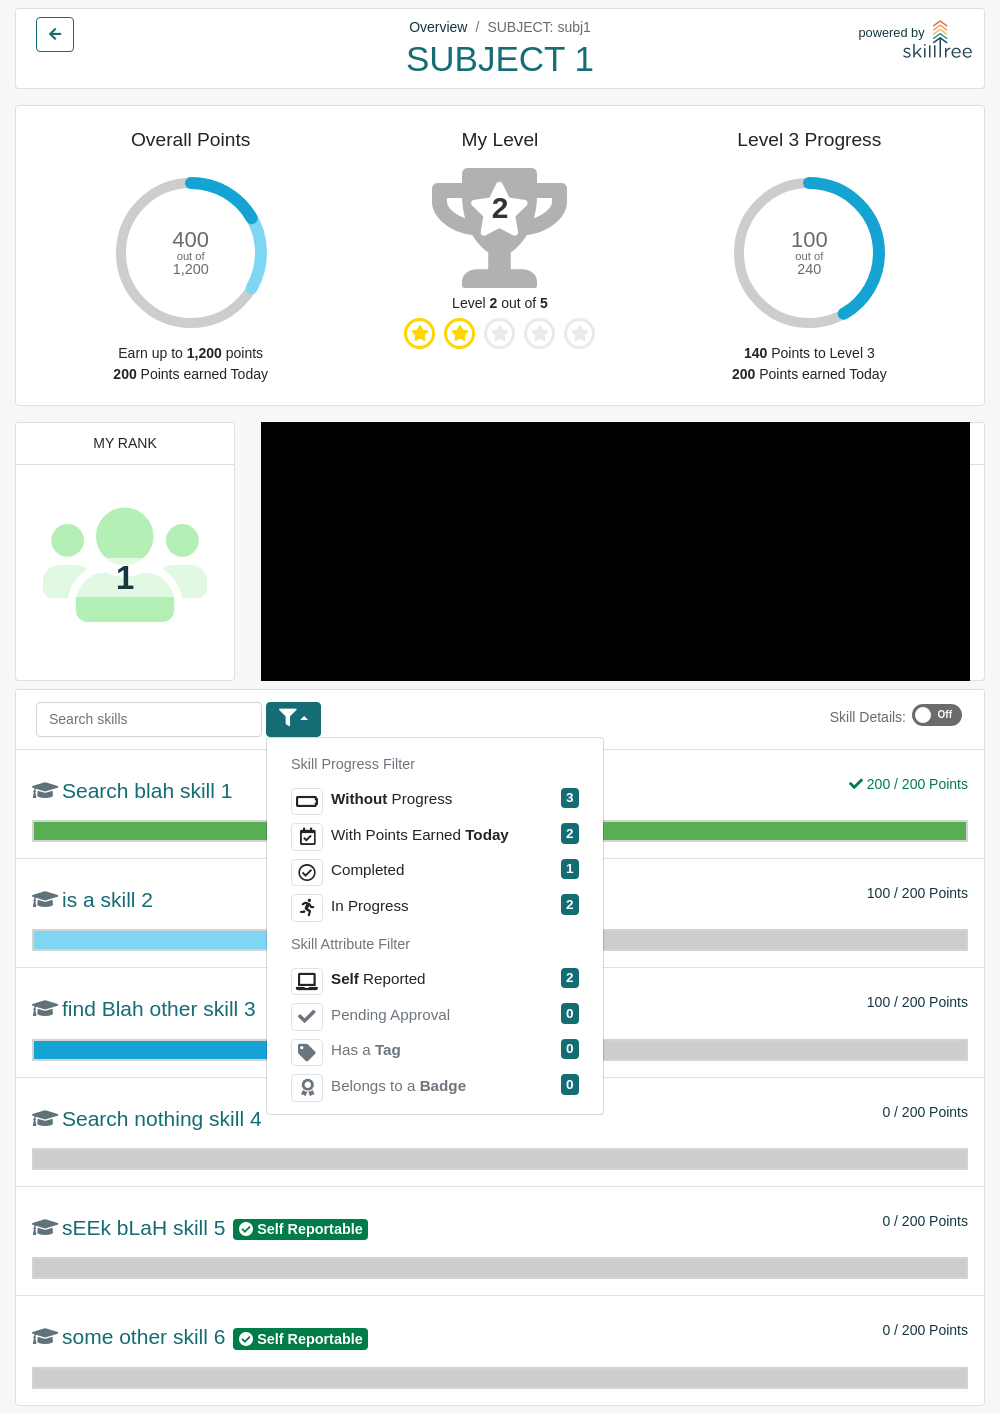 Overview / SUBJECT: subj1
SUBJECT 1
powered by
skilltree
Overall Points
400
out of
1,200
Earn up to 1,200 points
200 Points earned Today
My Level
2
Level 2 out of 5
Level 3 Progress
100
out of
240
140 Points to Level 3
200 Points earned Today
MY RANK
1
Search skills
Skill Details: Off
Skill Progress Filter
Without Progress 3
With Points Earned Today 2
Completed 1
In Progress 2
Skill Attribute Filter
Self Reported 2
Pending Approval 0
Has a Tag 0
Belongs to a Badge 0
Search blah skill 1
200 / 200 Points
is a skill 2
100 / 200 Points
find Blah other skill 3
100 / 200 Points
Search nothing skill 4
0 / 200 Points
sEEk bLaH skill 5 Self Reportable
0 / 200 Points
some other skill 6 Self Reportable
0 / 200 Points